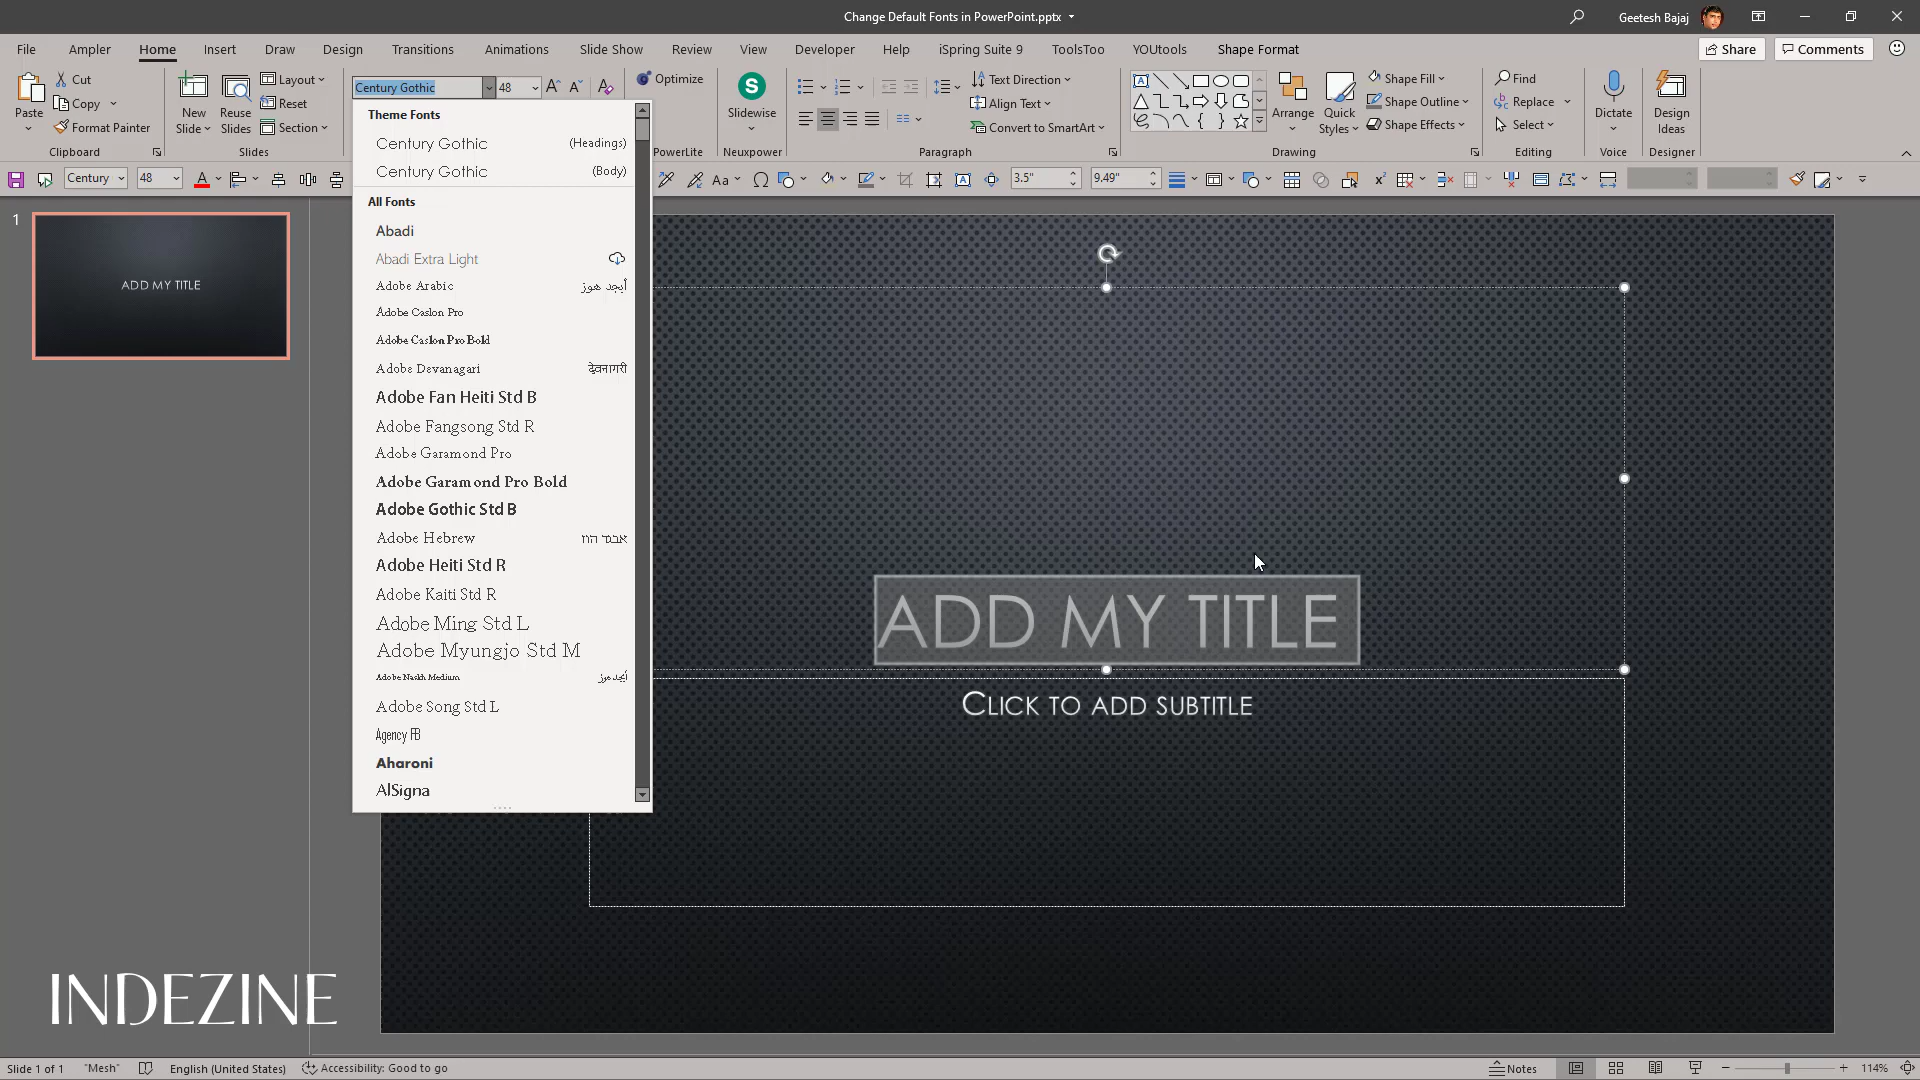 Change Default Fonts in PowerPoint.pptx
Geetesh Bajaj
File Ampler Home Insert Draw Design Transitions Animations Slide Show Review View Developer Help iSpring Suite 9 ToolsToo YOUtools Shape Format Share Comments
Paste
Cut
Copy
Format Painter
Clipboard
New Slide
Reuse Slides
Layout
Reset
Section
Slides
Century Gothic 48
Optimize
PowerLite
S
Slidewise
Neuxpower
Text Direction
Align Text
Convert to SmartArt
Paragraph
Arrange
Quick Styles
Shape Fill
Shape Outline
Shape Effects
Drawing
Find
Replace
Select
Editing
Dictate
Voice
Design Ideas
Designer
Century 48 A Aa 3.5" 9.49"
Theme Fonts
Century Gothic (Headings)
Century Gothic (Body)
All Fonts
Abadi
Abadi Extra Light
Adobe Arabic أبجد هوز
Adobe Caslon Pro
Adobe Caslon Pro Bold
Adobe Devanagari देवनागरी
Adobe Fan Heiti Std B
Adobe Fangsong Std R
Adobe Garamond Pro
Adobe Garamond Pro Bold
Adobe Gothic Std B
Adobe Hebrew אבגד הוז
Adobe Heiti Std R
Adobe Kaiti Std R
Adobe Ming Std L
Adobe Myungjo Std M
Adobe Naskh Medium أبجد هوز
Adobe Song Std L
Agency FB
Aharoni
AlSigna
1
ADD MY TITLE
ADD MY TITLE
CLICK TO ADD SUBTITLE
INDEZINE
Slide 1 of 1 "Mesh" English (United States) Accessibility: Good to go Notes 114%